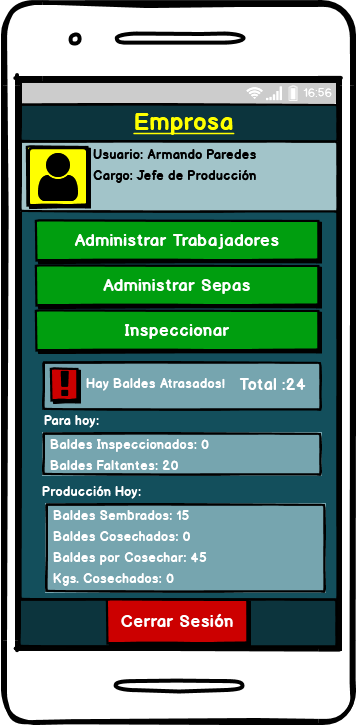 16:56
Emprosa
Usuario: Armando Paredes
Cargo: Jefe de Producción
Administrar Trabajadores
Administrar Sepas
Inspeccionar
! Hay Baldes Atrasados! Total :24
Para hoy:
Baldes Inspeccionados: 0
Baldes Faltantes: 20
Producción Hoy:
Baldes Sembrados: 15
Baldes Cosechados: 0
Baldes por Cosechar: 45
Kgs. Cosechados: 0
Cerrar Sesión